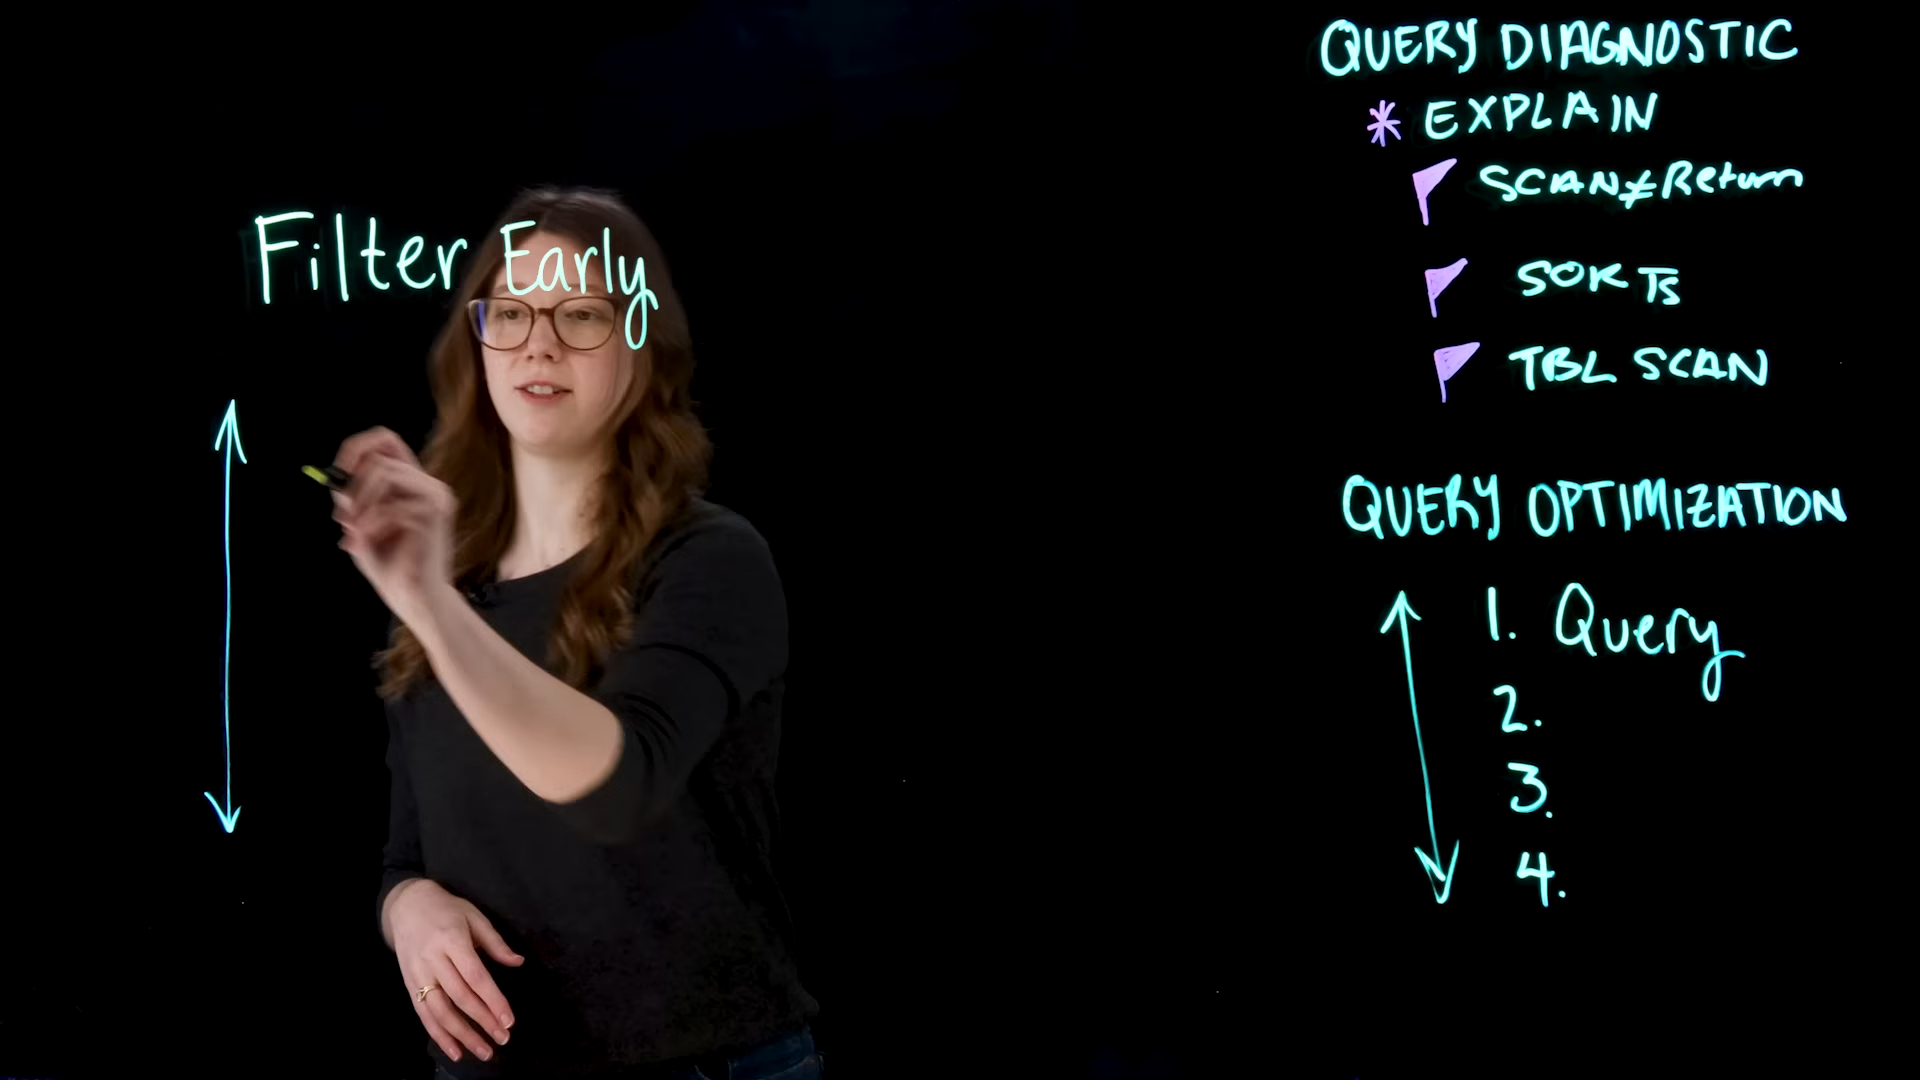 Filter Early
QUERY DIAGNOSTIC
* EXPLAIN
SCAN≠Return
SORTS
TBL SCAN
QUERY OPTIMIZATION
1. Query
2.
3.
4.